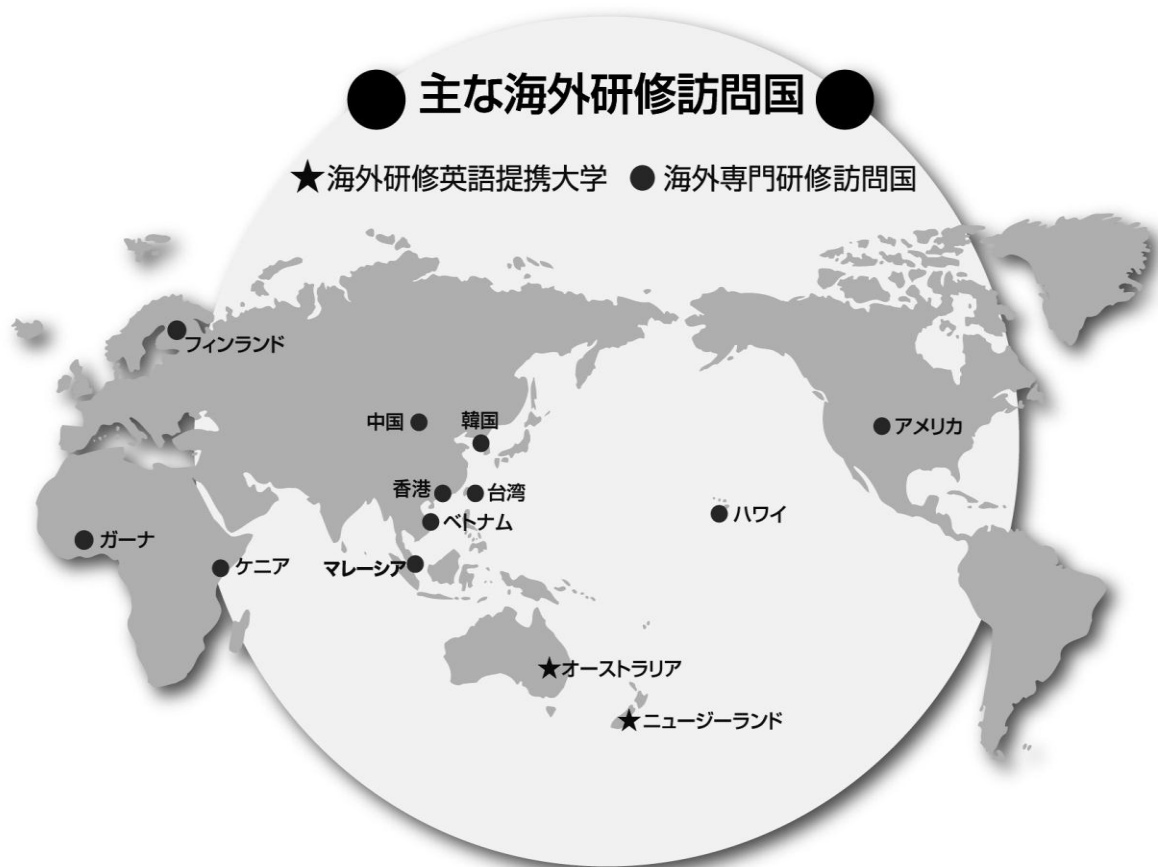 主な海外研修訪問国
★海外研修英語提携大学 ●海外専門研修訪問国
フィンランド
中国
韓国
アメリカ
香港
台湾
ハワイ
ベトナム
ガーナ
ケニア
マレーシア
オーストラリア
ニュージーランド